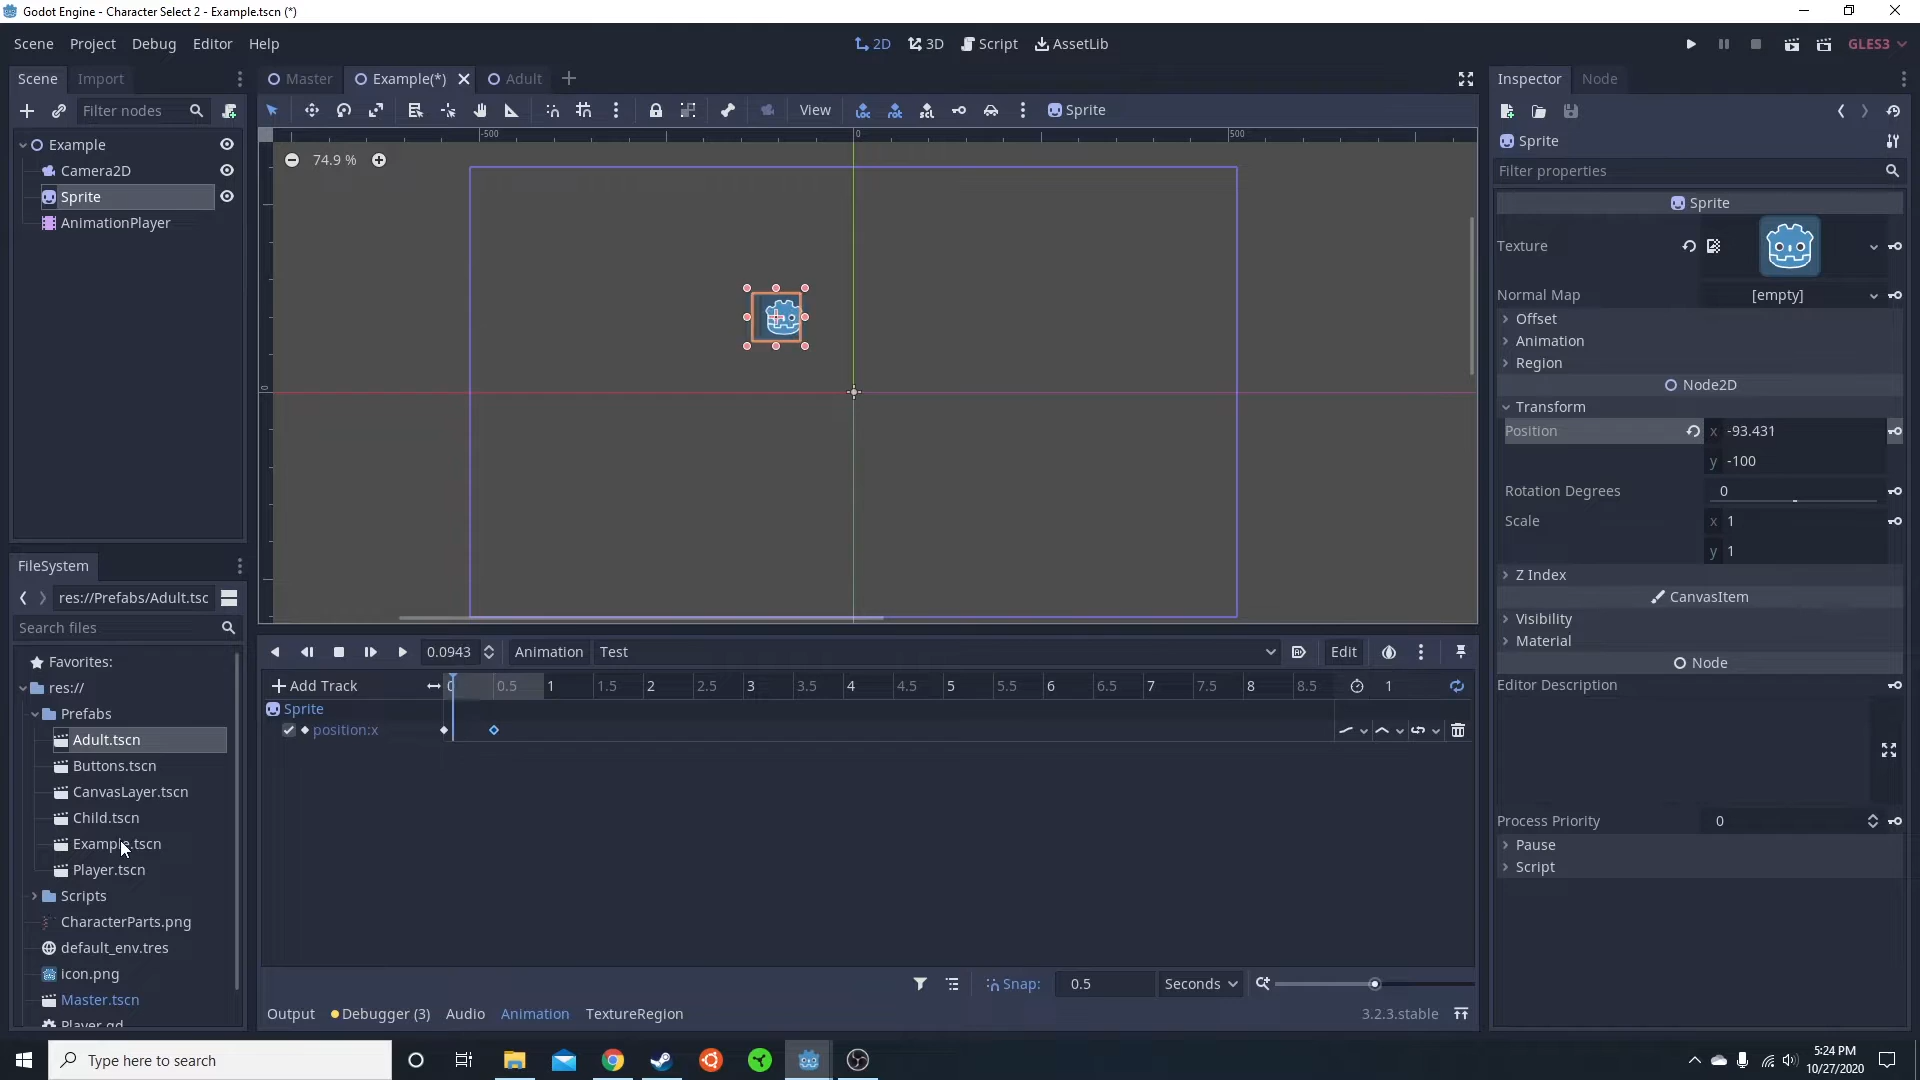 Godot Engine - Character Select 2 - Example.tscn (*)
Scene Project Debug Editor Help
2D 3D Script AssetLib
GLES3
Scene Import
Filter nodes
Example
Camera2D
Sprite
AnimationPlayer
FileSystem
res://Prefabs/Adult.tsc
Search files
Favorites:
res://
Prefabs
Adult.tscn
Buttons.tscn
CanvasLayer.tscn
Child.tscn
Example.tscn
Player.tscn
Scripts
CharacterParts.png
default_env.tres
icon.png
Master.tscn
Player.gd
Master Example(*) Adult
View Sprite
-500 0 500
0
74.9 %
0.0943 Animation Test Edit
Add Track 0 0.5 1 1.5 2 2.5 3 3.5 4 4.5 5 5.5 6 6.5 7 7.5 8 8.5 1
Sprite
position:x
Snap: 0.5 Seconds
Output Debugger (3) Audio Animation TextureRegion 3.2.3.stable
Inspector Node
Sprite
Filter properties
Sprite
Texture
Normal Map [empty]
Offset
Animation
Region
Node2D
Transform
Position x -93.431
y -100
Rotation Degrees 0
Scale x 1
y 1
Z Index
CanvasItem
Visibility
Material
Node
Editor Description
Process Priority 0
Pause
Script
Type here to search
5:24 PM
10/27/2020